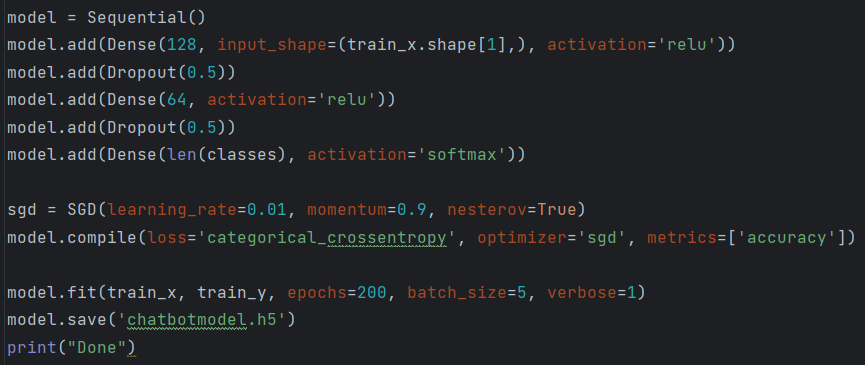 model = Sequential()
model.add(Dense(128, input_shape=(train_x.shape[1],), activation='relu'))
model.add(Dropout(0.5))
model.add(Dense(64, activation='relu'))
model.add(Dropout(0.5))
model.add(Dense(len(classes), activation='softmax'))
sgd = SGD(learning_rate=0.01, momentum=0.9, nesterov=True)
model.compile(loss='categorical_crossentropy', optimizer='sgd', metrics=['accuracy'])
model.fit(train_x, train_y, epochs=200, batch_size=5, verbose=1)
model.save('chatbotmodel.h5')
print("Done")